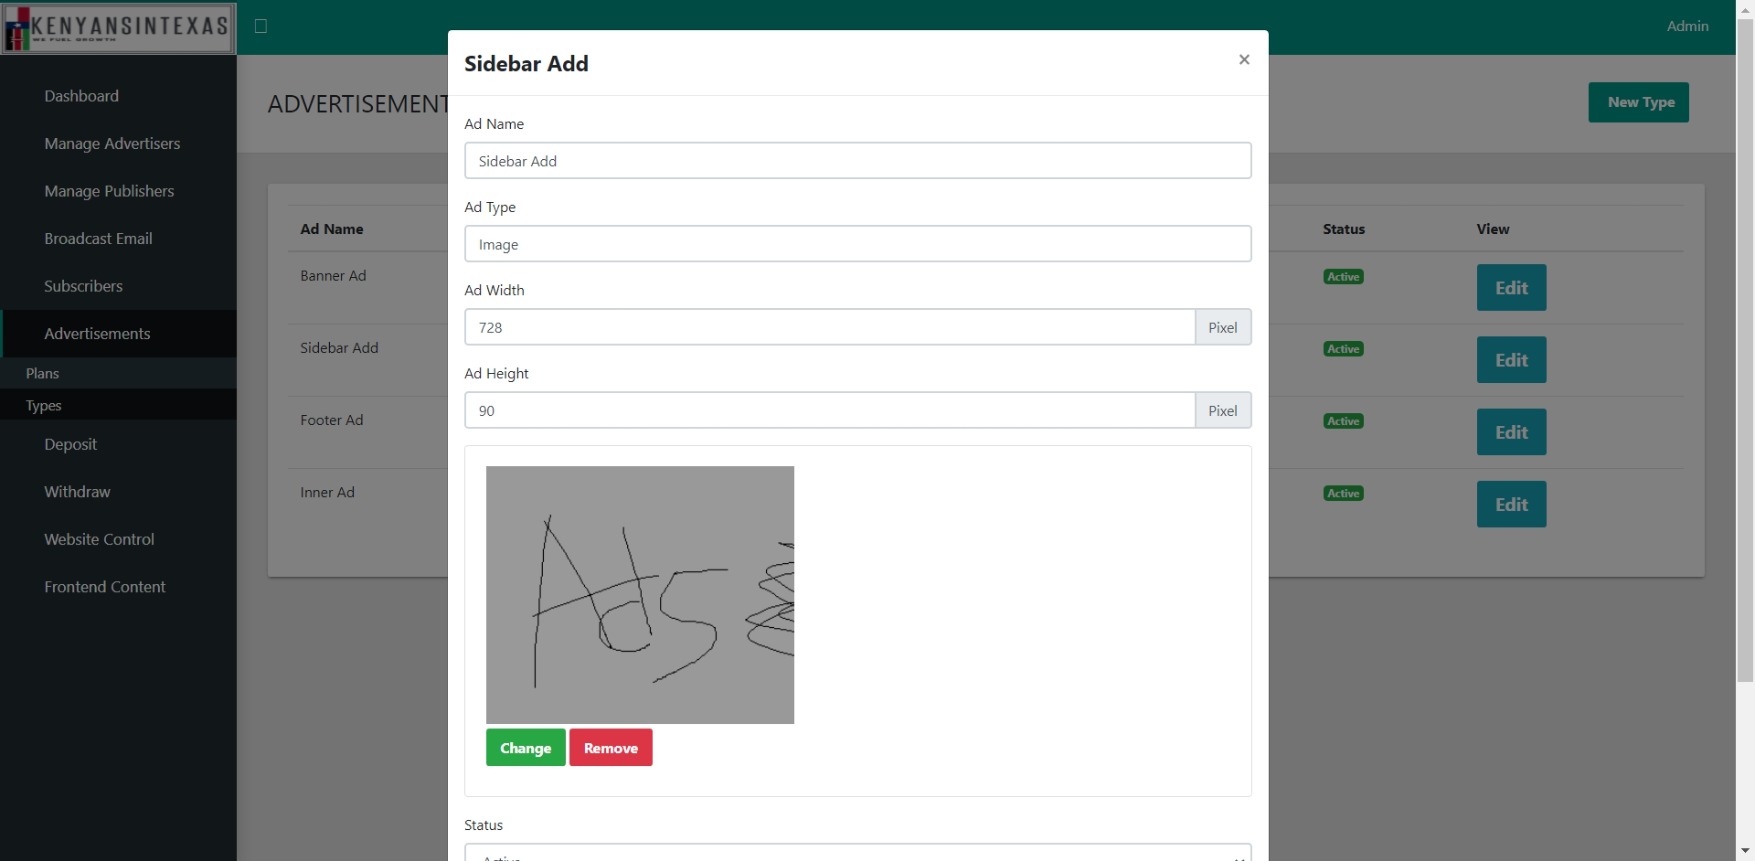 KENYANSINTEXAS
WE FUEL GROWTH
Admin
Dashboard
Manage Advertisers
Manage Publishers
Broadcast Email
Subscribers
Advertisements
Plans
Types
Deposit
Withdraw
Website Control
Frontend Content
ADVERTISEMENT
New Type
Ad Name Status View
Banner Ad Active Edit
Sidebar Add Active Edit
Footer Ad Active Edit
Inner Ad Active Edit
Sidebar Add ×
Ad Name
Sidebar Add
Ad Type
Image
Ad Width
728 Pixel
Ad Height
90 Pixel
Ads
Change Remove
Status
Active